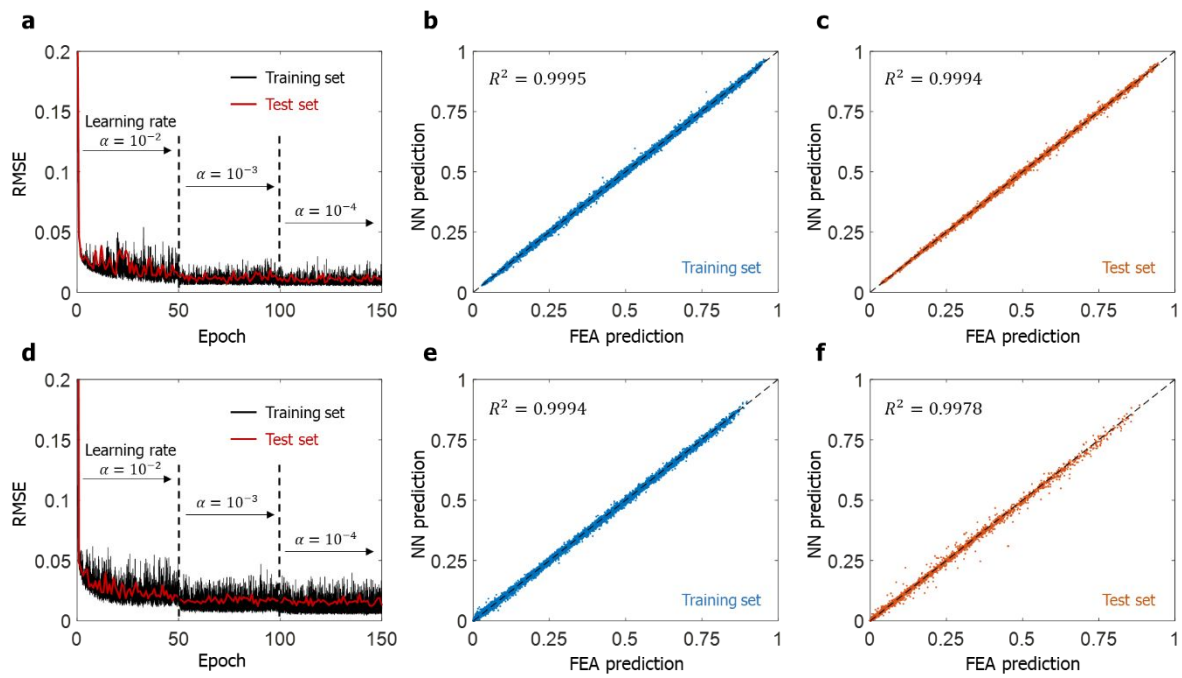 a
0.2
0.15
0.1
0.05
0
RMSE
Training set
Test set
Learning rate
α = 10⁻²
α = 10⁻³
α = 10⁻⁴
0 50 100 150
Epoch
b
1
0.75
0.5
0.25
0
NN prediction
R² = 0.9995
Training set
0 0.25 0.5 0.75 1
FEA prediction
c
1
0.75
0.5
0.25
0
NN prediction
R² = 0.9994
Test set
0 0.25 0.5 0.75 1
FEA prediction
d
0.2
0.15
0.1
0.05
0
RMSE
Training set
Test set
Learning rate
α = 10⁻²
α = 10⁻³
α = 10⁻⁴
0 50 100 150
Epoch
e
1
0.75
0.5
0.25
0
NN prediction
R² = 0.9994
Training set
0 0.25 0.5 0.75 1
FEA prediction
f
1
0.75
0.5
0.25
0
NN prediction
R² = 0.9978
Test set
0 0.25 0.5 0.75 1
FEA prediction